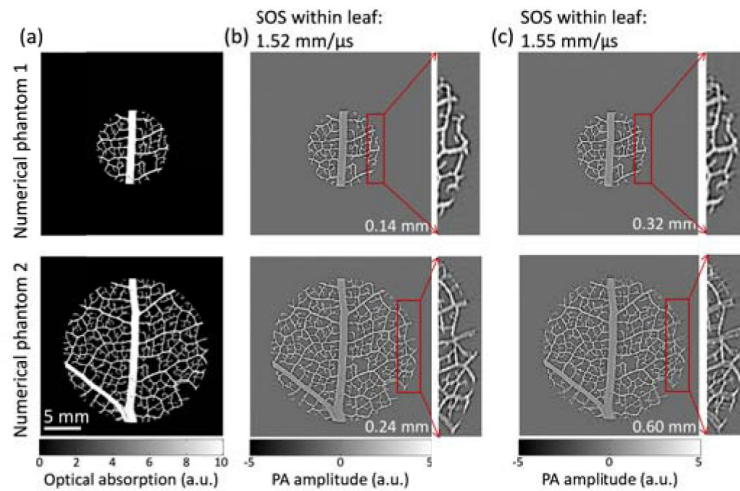 (a)
(b)
SOS within leaf:
1.52 mm/μs
(c)
SOS within leaf:
1.55 mm/μs
Numerical phantom 1
0.14 mm
0.32 mm
Numerical phantom 2
5 mm
0.24 mm
0.60 mm
0 2 4 6 8 10
Optical absorption (a.u.)
-5 0 5
PA amplitude (a.u.)
-5 0 5
PA amplitude (a.u.)